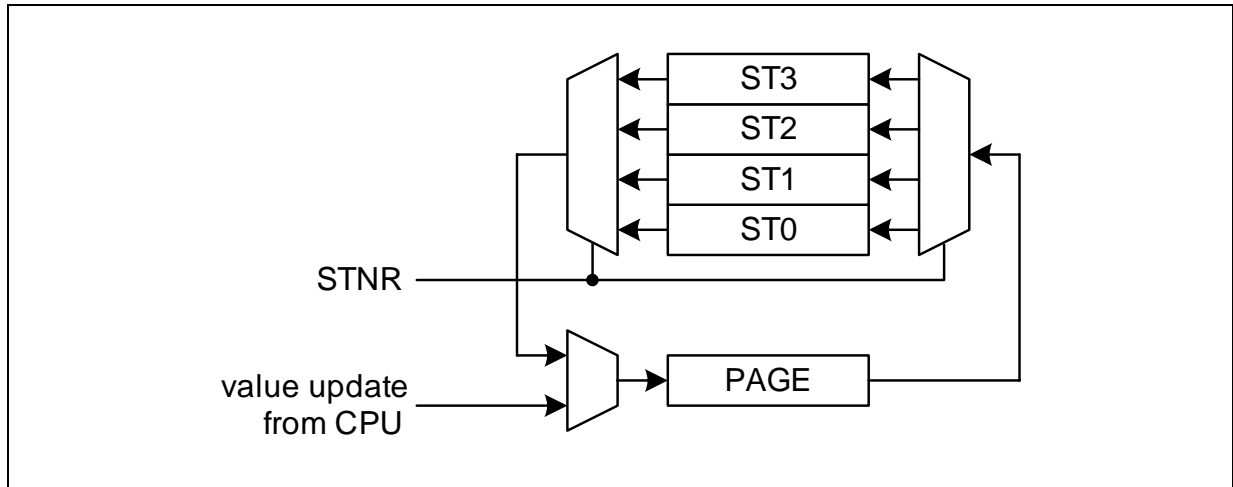 ST3
ST2
ST1
ST0
STNR
PAGE
value update
from CPU